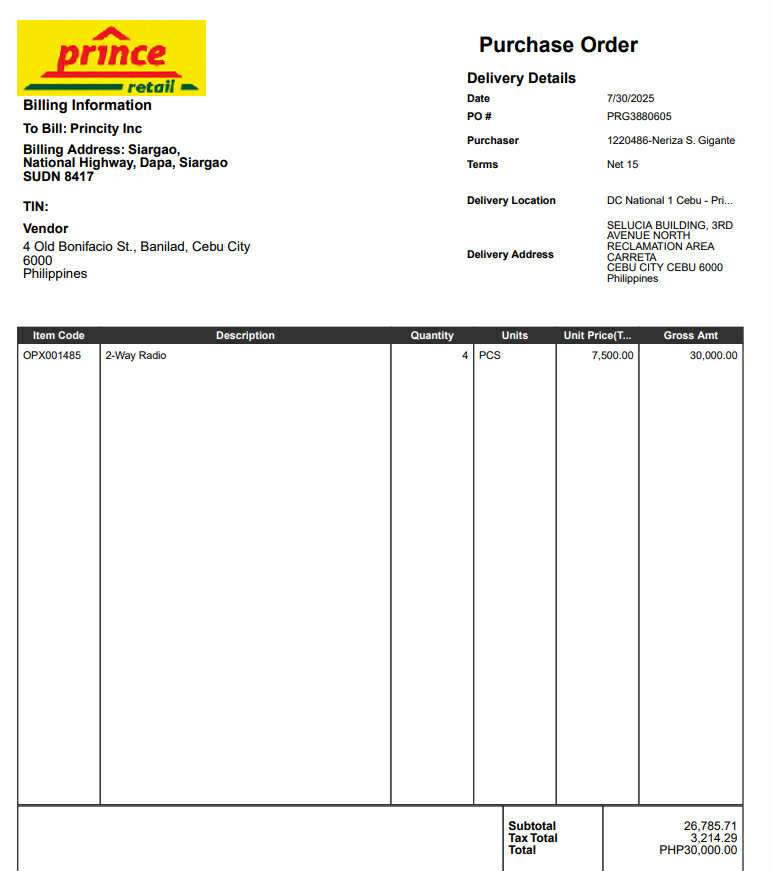 prince
retail
Purchase Order
Billing Information
To Bill: Princity Inc
Billing Address: Siargao,
National Highway, Dapa, Siargao
SUDN 8417
TIN:
Vendor
4 Old Bonifacio St., Banilad, Cebu City
6000
Philippines
Delivery Details
Date 7/30/2025
PO # PRG3880605
Purchaser 1220486-Neriza S. Gigante
Terms Net 15
Delivery Location DC National 1 Cebu - Pri...
Delivery Address SELUCIA BUILDING, 3RD
AVENUE NORTH
RECLAMATION AREA
CARRETA
CEBU CITY CEBU 6000
Philippines
Item Code Description Quantity Units Unit Price(T... Gross Amt
OPX001485 2-Way Radio 4 PCS 7,500.00 30,000.00
Subtotal 26,785.71
Tax Total 3,214.29
Total PHP30,000.00